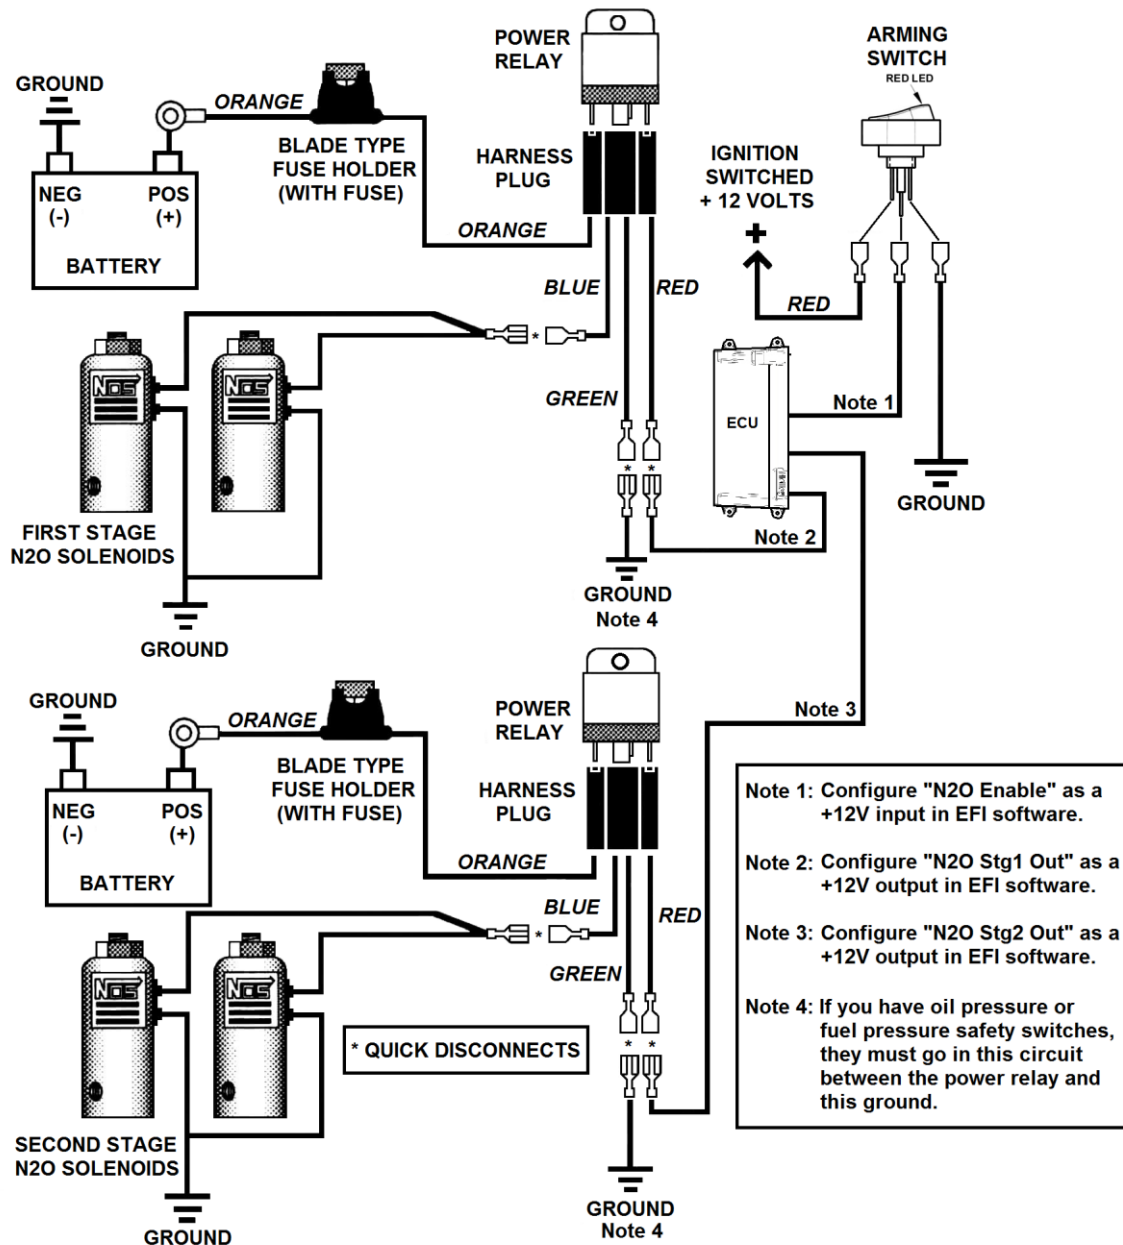 POWER
RELAY
ARMING
SWITCH
RED LED
GROUND
ORANGE
BLADE TYPE
FUSE HOLDER
(WITH FUSE)
HARNESS
PLUG
IGNITION
SWITCHED
+ 12 VOLTS
+
NEG
(-)
POS
(+)
BATTERY
ORANGE
BLUE
RED
RED
*
NOS
NOS
GREEN
Note 1
ECU
* *
GROUND
FIRST STAGE
N2O SOLENOIDS
Note 2
GROUND
Note 4
GROUND
GROUND
ORANGE
POWER
RELAY
Note 3
BLADE TYPE
FUSE HOLDER
(WITH FUSE)
HARNESS
PLUG
NEG
(-)
POS
(+)
BATTERY
ORANGE
BLUE
RED
*
NOS
NOS
GREEN
* *
* QUICK DISCONNECTS
SECOND STAGE
N2O SOLENOIDS
GROUND
GROUND
Note 4
Note 1: Configure "N2O Enable" as a
+12V input in EFI software.
Note 2: Configure "N2O Stg1 Out" as a
+12V output in EFI software.
Note 3: Configure "N2O Stg2 Out" as a
+12V output in EFI software.
Note 4: If you have oil pressure or
fuel pressure safety switches,
they must go in this circuit
between the power relay and
this ground.